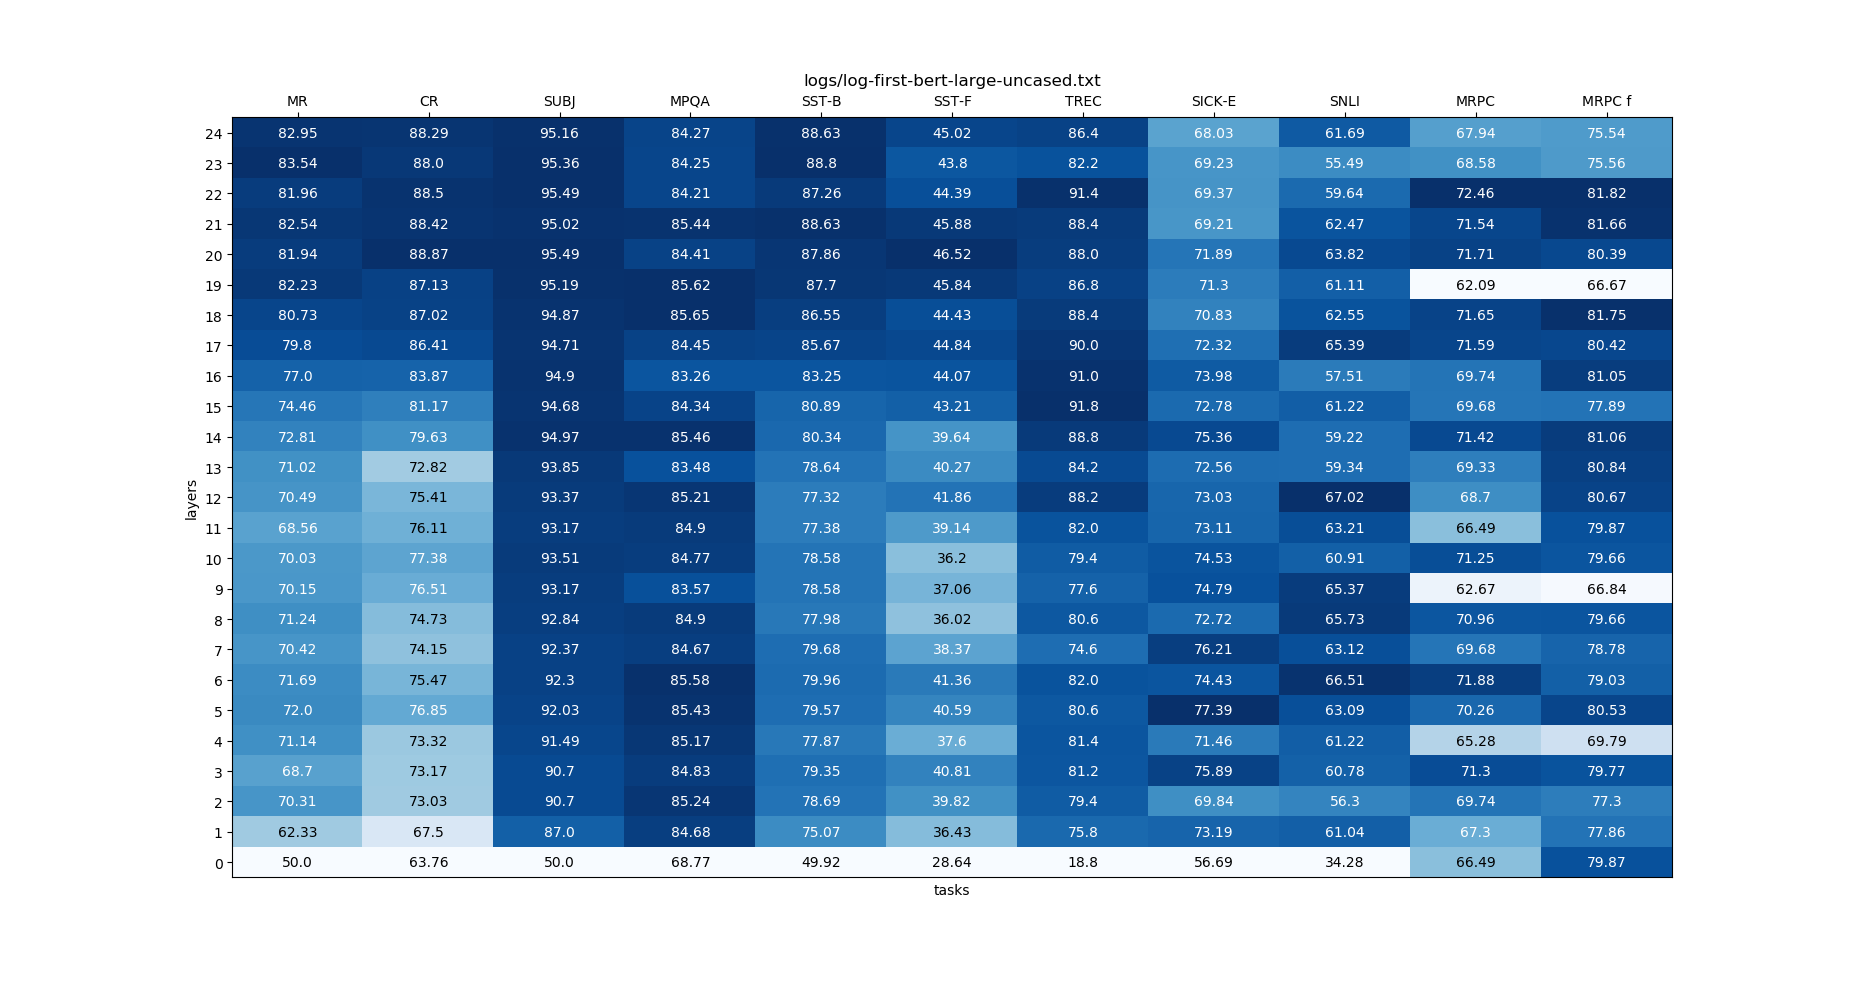 logs/log-first-bert-large-uncased.txt
MR CR SUBJ MPQA SST-B SST-F TREC SICK-E SNLI MRPC MRPC f
24 82.95 88.29 95.16 84.27 88.63 45.02 86.4 68.03 61.69 67.94 75.54
23 83.54 88.0 95.36 84.25 88.8 43.8 82.2 69.23 55.49 68.58 75.56
22 81.96 88.5 95.49 84.21 87.26 44.39 91.4 69.37 59.64 72.46 81.82
21 82.54 88.42 95.02 85.44 88.63 45.88 88.4 69.21 62.47 71.54 81.66
20 81.94 88.87 95.49 84.41 87.86 46.52 88.0 71.89 63.82 71.71 80.39
19 82.23 87.13 95.19 85.62 87.7 45.84 86.8 71.3 61.11 62.09 66.67
18 80.73 87.02 94.87 85.65 86.55 44.43 88.4 70.83 62.55 71.65 81.75
17 79.8 86.41 94.71 84.45 85.67 44.84 90.0 72.32 65.39 71.59 80.42
16 77.0 83.87 94.9 83.26 83.25 44.07 91.0 73.98 57.51 69.74 81.05
15 74.46 81.17 94.68 84.34 80.89 43.21 91.8 72.78 61.22 69.68 77.89
14 72.81 79.63 94.97 85.46 80.34 39.64 88.8 75.36 59.22 71.42 81.06
13 71.02 72.82 93.85 83.48 78.64 40.27 84.2 72.56 59.34 69.33 80.84
12 70.49 75.41 93.37 85.21 77.32 41.86 88.2 73.03 67.02 68.7 80.67
layers
11 68.56 76.11 93.17 84.9 77.38 39.14 82.0 73.11 63.21 66.49 79.87
10 70.03 77.38 93.51 84.77 78.58 36.2 79.4 74.53 60.91 71.25 79.66
9 70.15 76.51 93.17 83.57 78.58 37.06 77.6 74.79 65.37 62.67 66.84
8 71.24 74.73 92.84 84.9 77.98 36.02 80.6 72.72 65.73 70.96 79.66
7 70.42 74.15 92.37 84.67 79.68 38.37 74.6 76.21 63.12 69.68 78.78
6 71.69 75.47 92.3 85.58 79.96 41.36 82.0 74.43 66.51 71.88 79.03
5 72.0 76.85 92.03 85.43 79.57 40.59 80.6 77.39 63.09 70.26 80.53
4 71.14 73.32 91.49 85.17 77.87 37.6 81.4 71.46 61.22 65.28 69.79
3 68.7 73.17 90.7 84.83 79.35 40.81 81.2 75.89 60.78 71.3 79.77
2 70.31 73.03 90.7 85.24 78.69 39.82 79.4 69.84 56.3 69.74 77.3
1 62.33 67.5 87.0 84.68 75.07 36.43 75.8 73.19 61.04 67.3 77.86
0 50.0 63.76 50.0 68.77 49.92 28.64 18.8 56.69 34.28 66.49 79.87
tasks